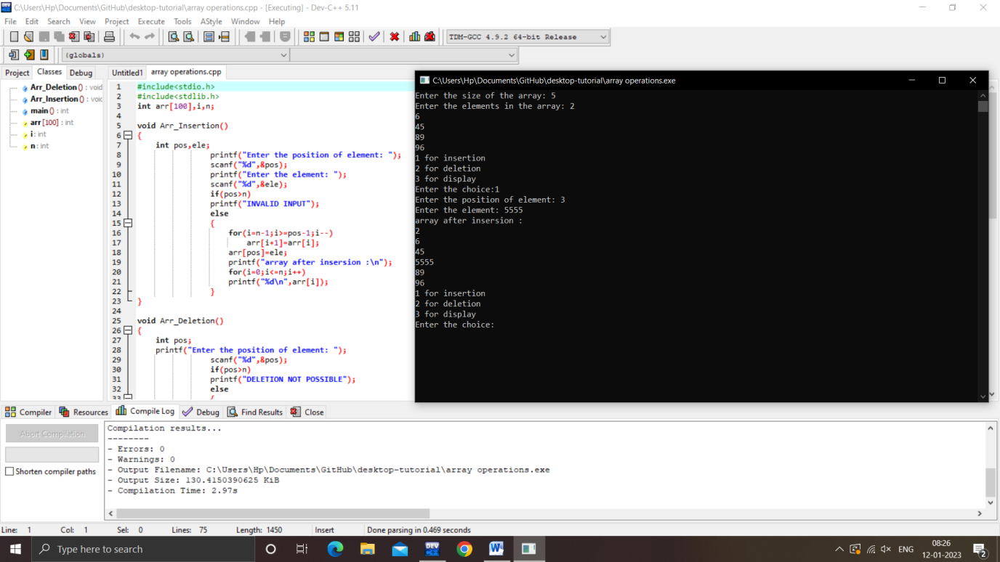 C:\Users\Hp\Documents\GitHub\desktop-tutorial\array operations.cpp - [Executing] - Dev-C++ 5.11
File Edit Search View Project Execute Tools AStyle Window Help
TDM-GCC 4.9.2 64-bit Release
(globals)
Project Classes Debug
Arr_Deletion () : void
Arr_Insertion () : void
main () : int
arr [100] : int
i : int
n : int
Untitled1 array operations.cpp
1 #include<stdio.h>
2 #include<stdlib.h>
3 int arr[100],i,n;
4
5 void Arr_Insertion()
6 {
7 int pos,ele;
8 printf("Enter the position of element: ");
9 scanf("%d",&pos);
10 printf("Enter the element: ");
11 scanf("%d",&ele);
12 if(pos>n)
13 printf("INVALID INPUT");
14 else
15 {
16 for(i=n-1;i>=pos-1;i--)
17 arr[i+1]=arr[i];
18 arr[pos]=ele;
19 printf("array after insersion :\n");
20 for(i=0;i<=n;i++)
21 printf("%d\n",arr[i]);
22 }
23 }
24
25 void Arr_Deletion()
26 {
27 int pos;
28 printf("Enter the position of element: ");
29 scanf("%d",&pos);
30 if(pos>n)
31 printf("DELETION NOT POSSIBLE");
32 else
33 {
C:\Users\Hp\Documents\GitHub\desktop-tutorial\array operations.exe
Enter the size of the array: 5
Enter the elements in the array: 2
6
45
89
96
1 for insertion
2 for deletion
3 for display
Enter the choice:1
Enter the position of element: 3
Enter the element: 5555
array after insersion :
2
6
45
5555
89
96
1 for insertion
2 for deletion
3 for display
Enter the choice:
Compiler Resources Compile Log Debug Find Results Close
Abort Compilation
Shorten compiler paths
Compilation results...
--------
- Errors: 0
- Warnings: 0
- Output Filename: C:\Users\Hp\Documents\GitHub\desktop-tutorial\array operations.exe
- Output Size: 130.4150390625 KiB
- Compilation Time: 2.97s
Line: 1 Col: 1 Sel: 0 Lines: 75 Length: 1450 Insert Done parsing in 0.469 seconds
Type here to search
DEV
W
ENG
08:26
12-01-2023
2